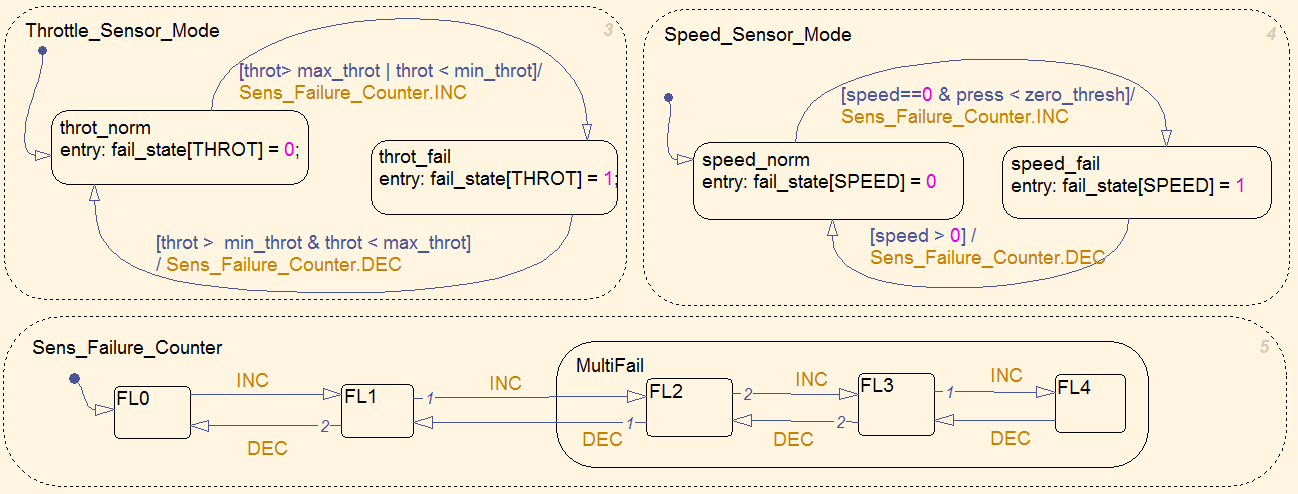 Throttle_Sensor_Mode
3
[throt> max_throt | throt < min_throt]/
Sens_Failure_Counter.INC
throt_norm
entry: fail_state[THROT] = 0;
throt_fail
entry: fail_state[THROT] = 1;
[throt >  min_throt & throt < max_throt]
/ Sens_Failure_Counter.DEC
Speed_Sensor_Mode
4
[speed==0 & press < zero_thresh]/
Sens_Failure_Counter.INC
speed_norm
entry: fail_state[SPEED] = 0
speed_fail
entry: fail_state[SPEED] = 1
[speed > 0] /
Sens_Failure_Counter.DEC
Sens_Failure_Counter
5
MultiFail
FL0
INC
DEC
2
FL1
1
INC
DEC
1
FL2
2
INC
DEC
2
FL3
1
INC
DEC
FL4